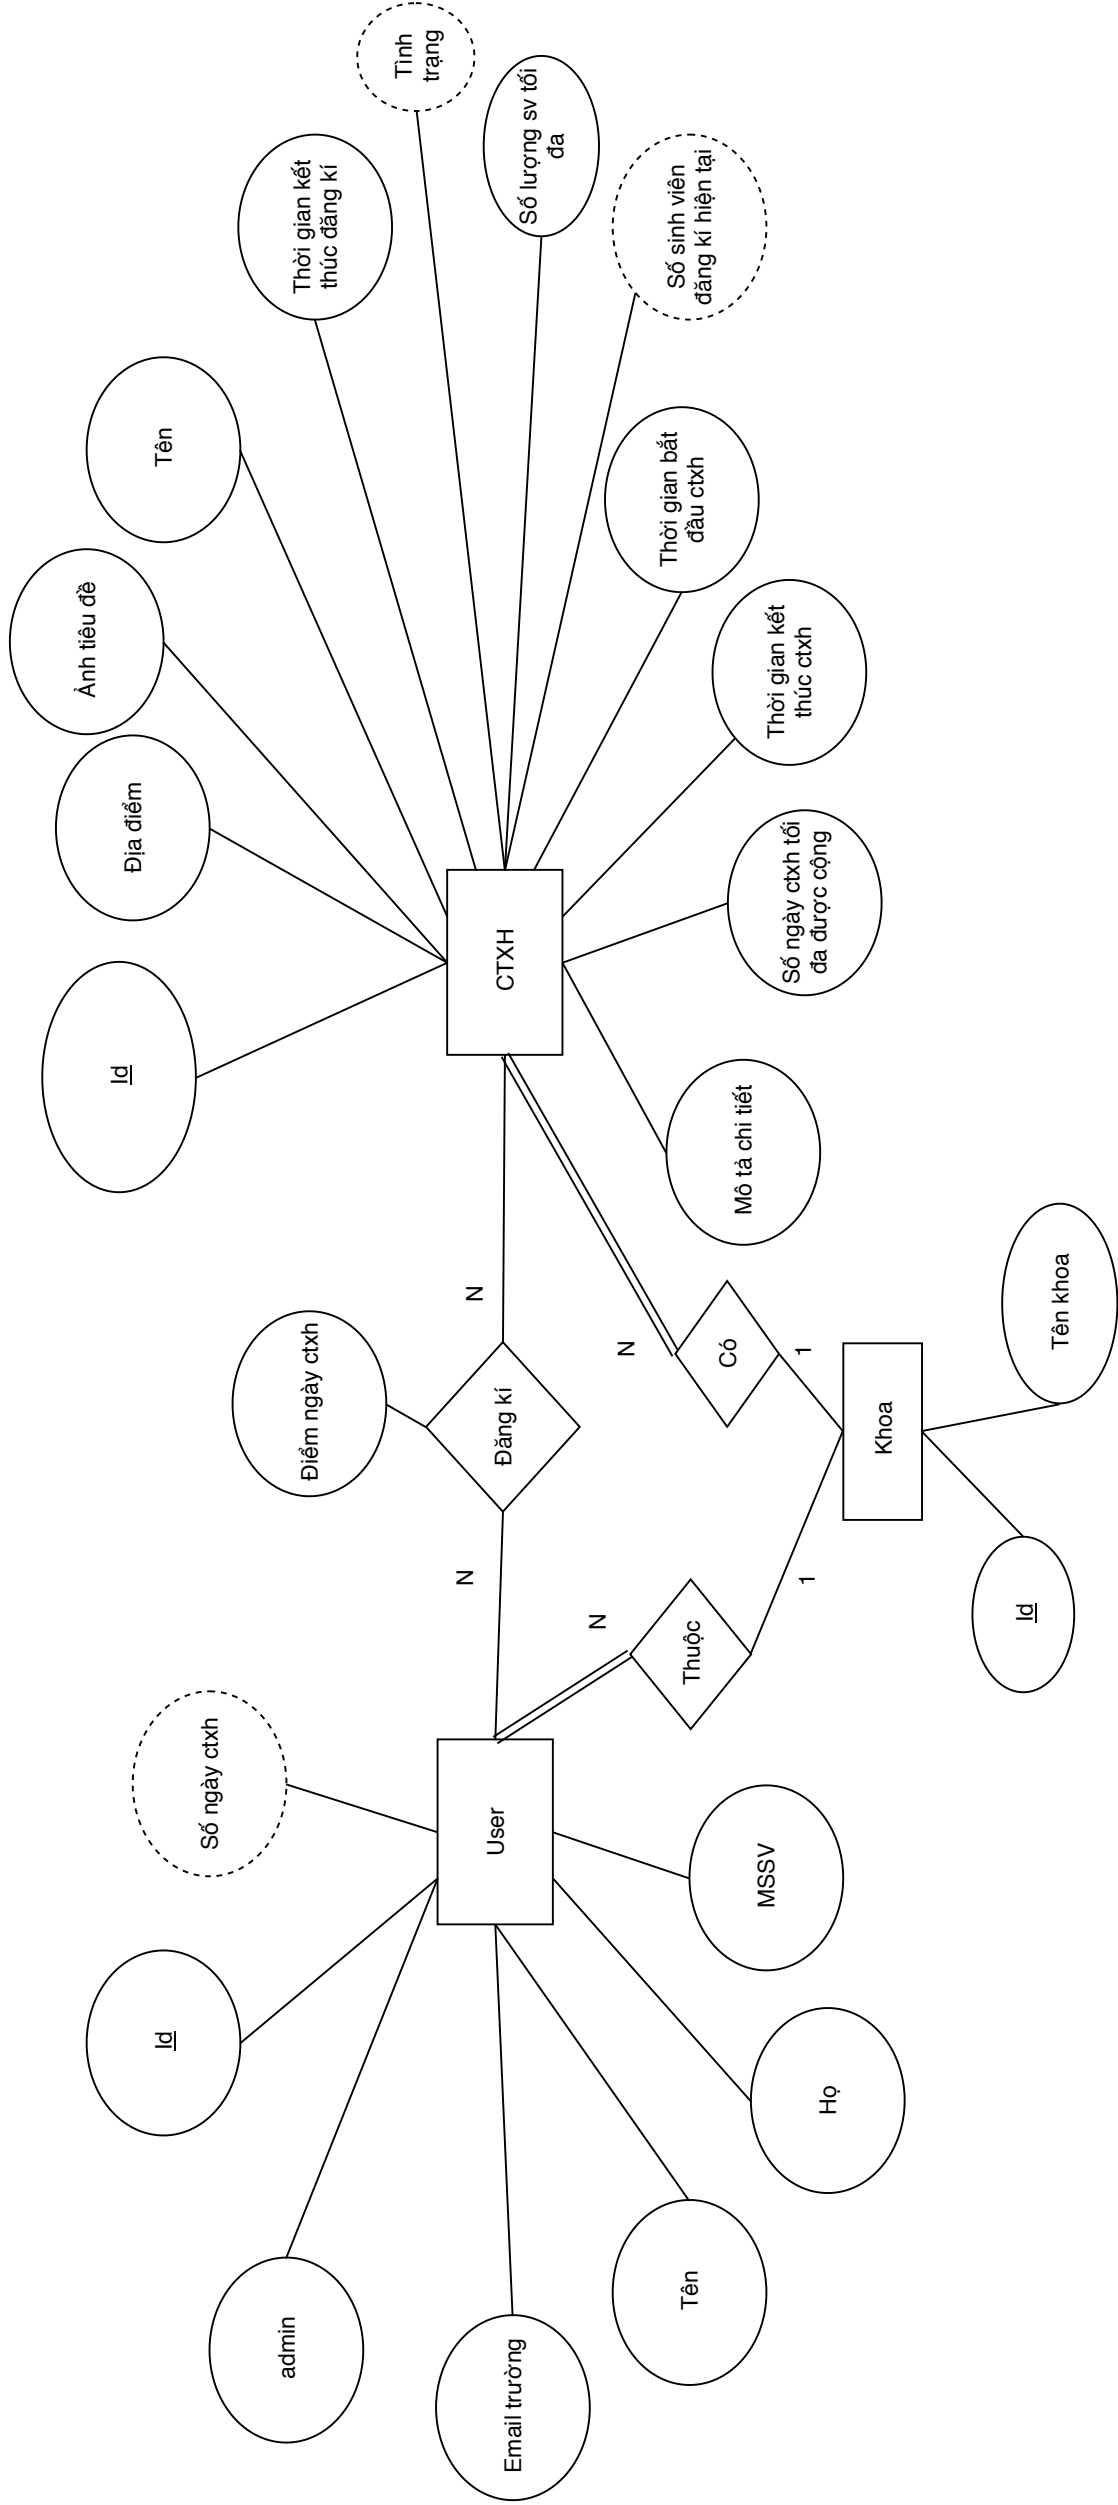 Ảnh tiêu đề
Id
Địa điểm
Id
Tên
Số ngày ctxh
admin
Điểm ngày ctxh
Thời gian kết
thúc đăng kí
Tình
trạng
N
N
User
Đăng kí
CTXH
Email trường
Số lượng sv tối
đa
N
N
Tên
Thuộc
Thời gian bắt
đầu ctxh
Số sinh viên
đăng kí hiện tại
Có
Mô tả chi tiết
MSSV
Thời gian kết
thúc ctxh
1
1
Số ngày ctxh tối
đa được cộng
Họ
Khoa
Id
Tên khoa